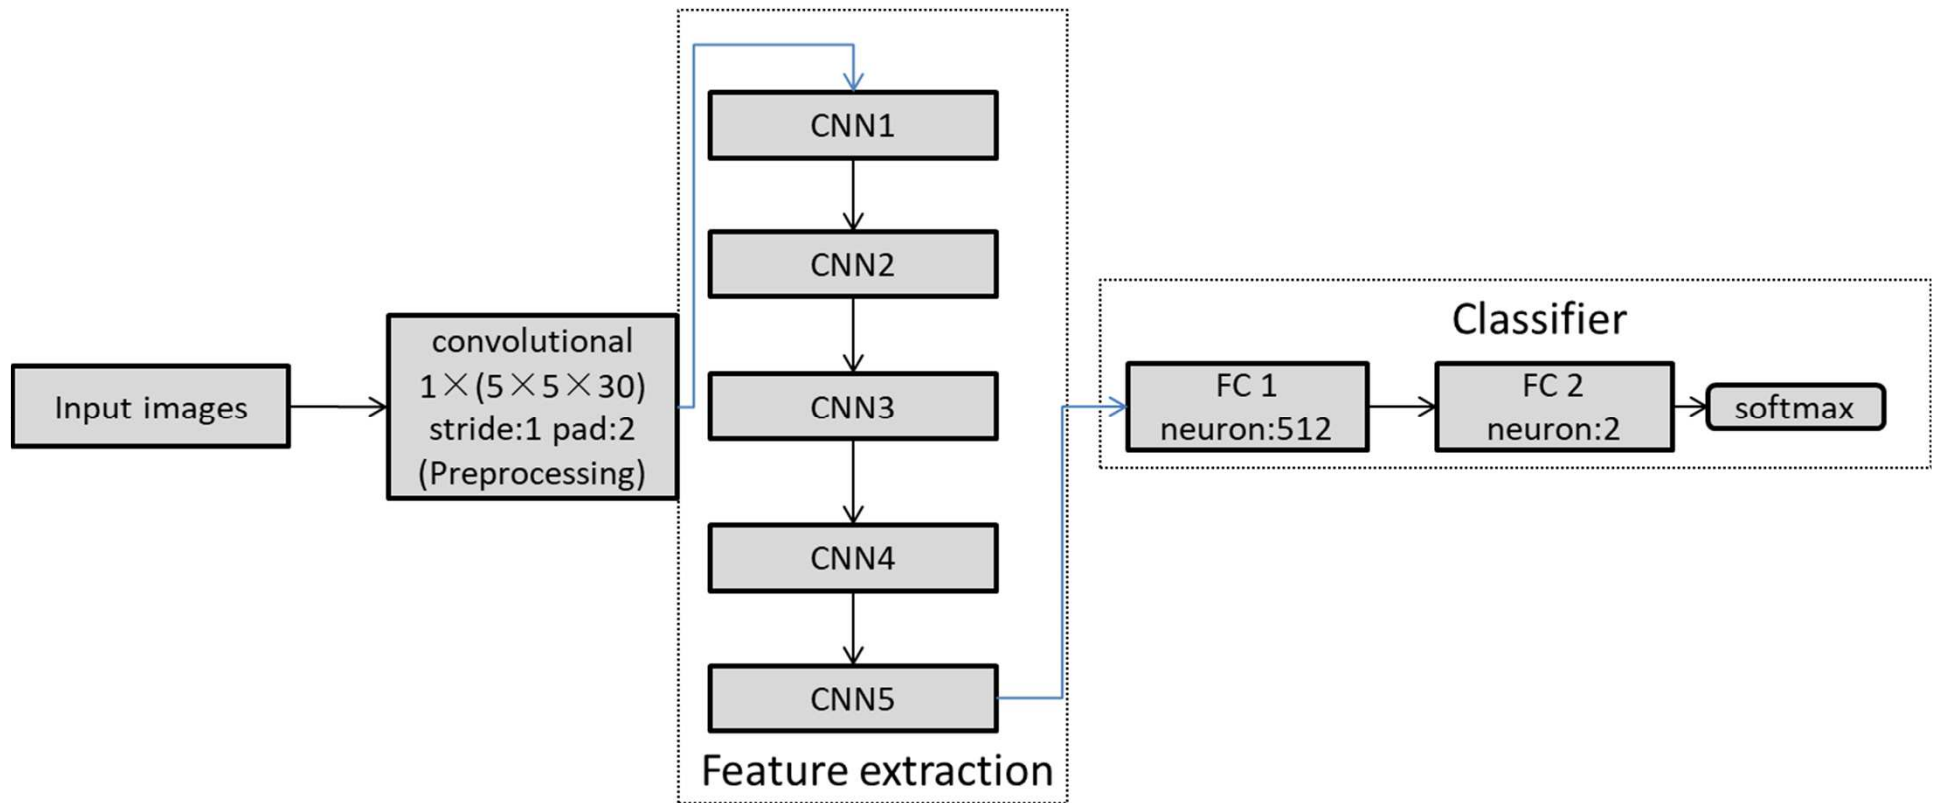 Input images
convolutional
1×(5×5×30)
stride:1 pad:2
(Preprocessing)
CNN1
CNN2
CNN3
CNN4
CNN5
Feature extraction
Classifier
FC 1
neuron:512
FC 2
neuron:2
softmax